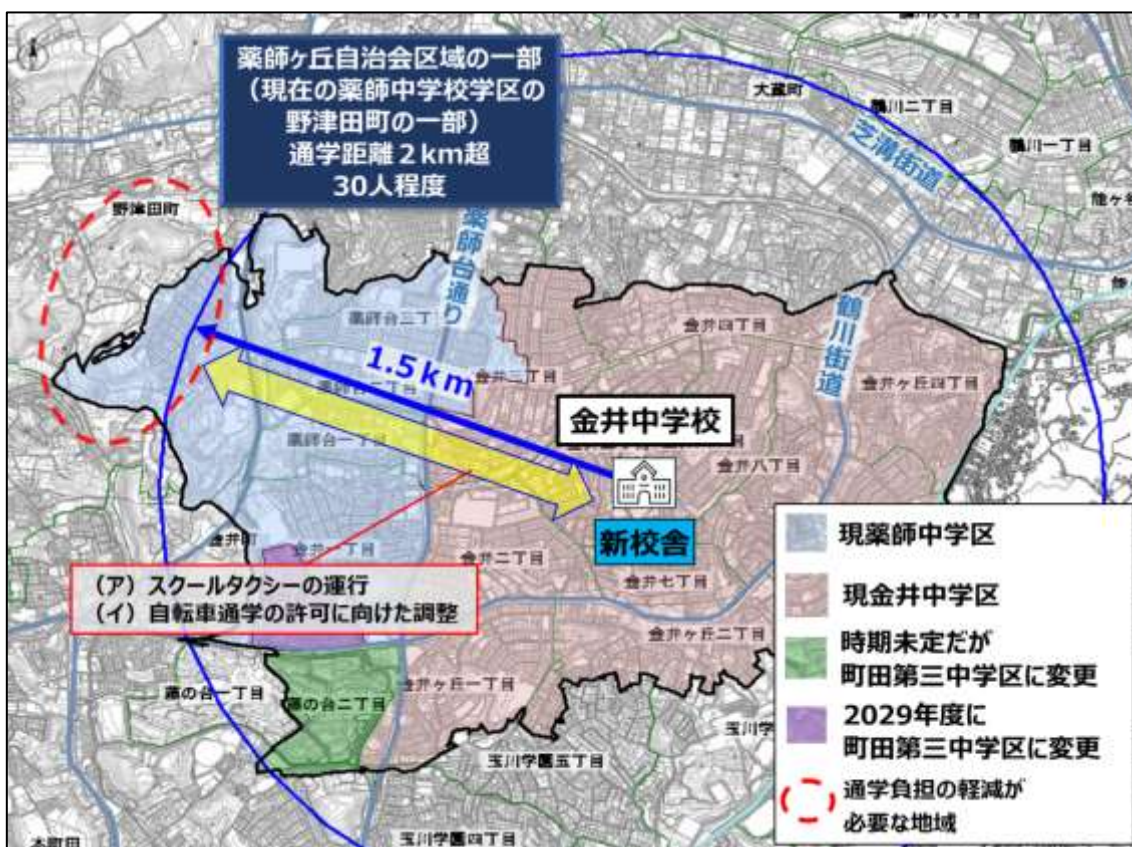 薬師ヶ丘自治会区域の一部
（現在の薬師中学校学区の
野津田町の一部）
通学距離２km超
30人程度
大蔵町
鶴川二丁目
鶴川一丁目
芝溝街道
野津田町
薬師台通り
薬師台三丁
金井四丁目
鶴川街道
金井三丁目
金井ヶ丘四丁目
1.5km
薬師台二丁目
金井中学校
薬師台一丁目
金井八丁目
新校舎
金井町
金井一丁目
金井二丁目
金井七丁目
（ア）スクールタクシーの運行
（イ）自転車通学の許可に向けた調整
金井ヶ丘二丁目
藤の台一丁目
藤の台二丁目
金井ヶ丘一丁目
玉川学園五丁目
玉川学園四丁目
本町田
現薬師中学区
現金井中学区
時期未定だが
町田第三中学区に変更
2029年度に
町田第三中学区に変更
通学負担の軽減が
必要な地域